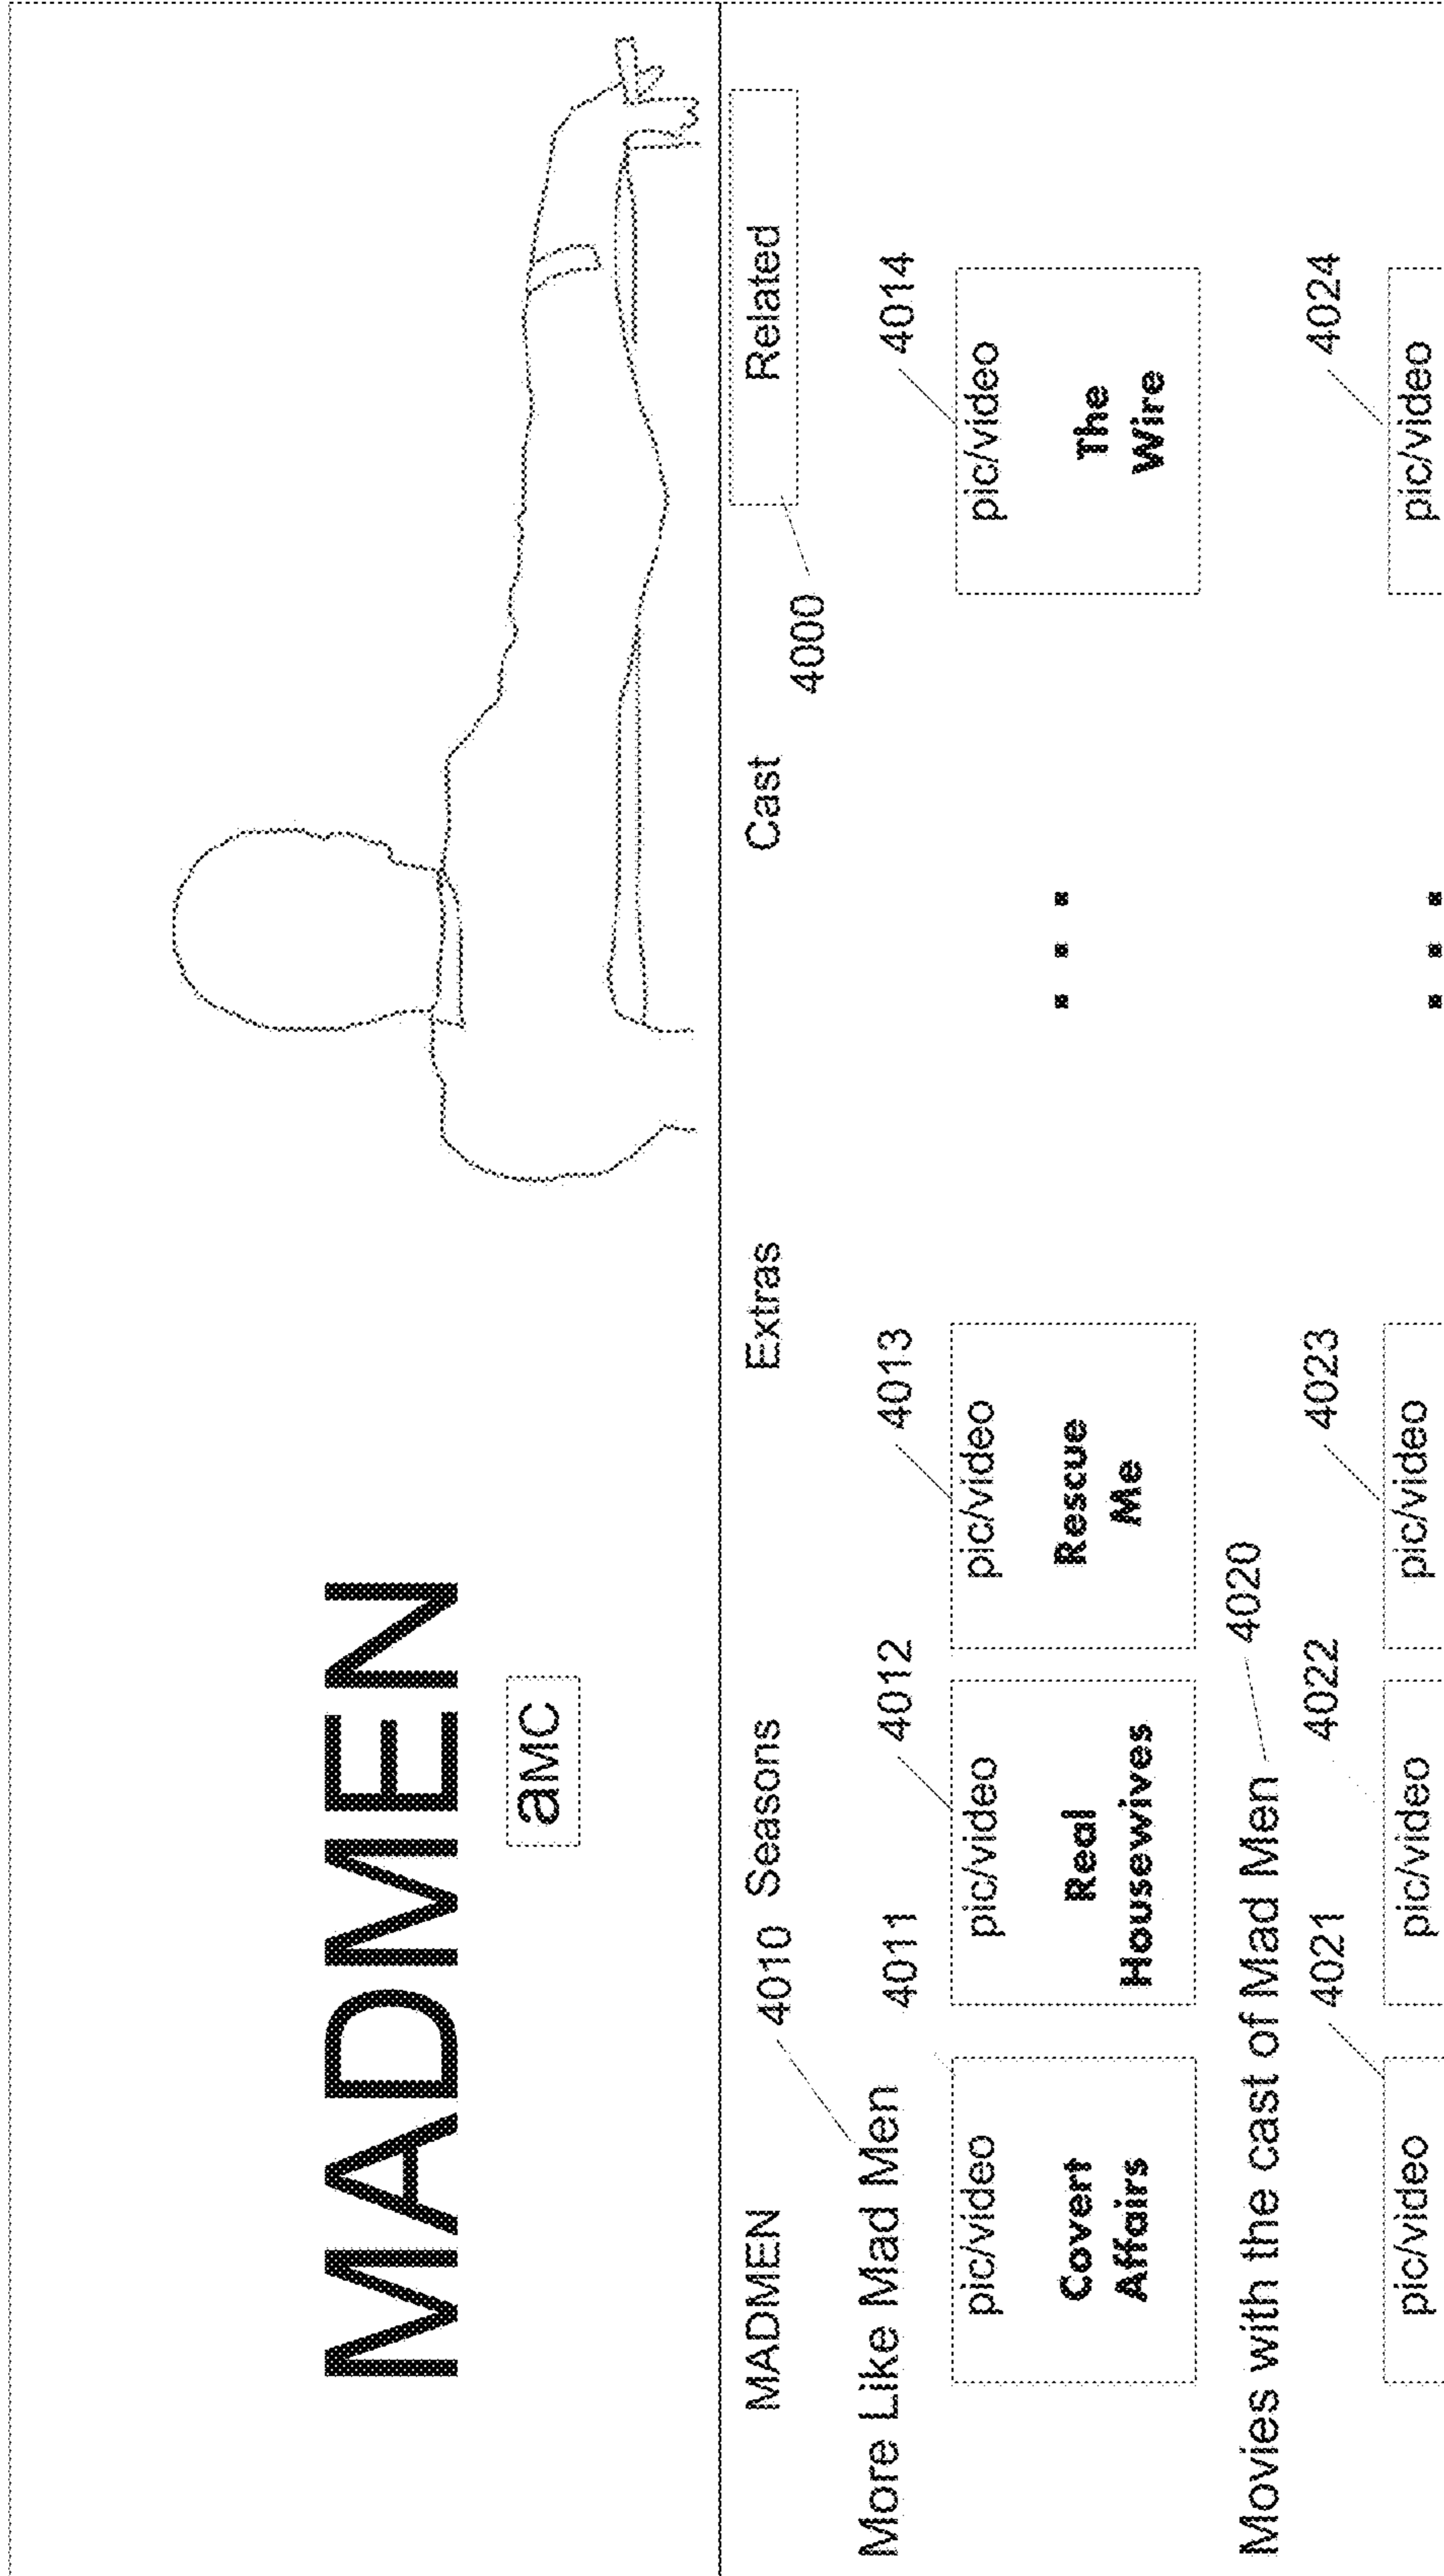 MADMEN
aMC
MADMEN Seasons Extras Cast Related
4010
4000
More Like Mad Men
4011 4012 4013 4014
pic/video pic/video pic/video pic/video
Covert Real Rescue The
Affairs Housewives Me Wire
▪ ▪ ▪
4020
Movies with the cast of Mad Men
4021 4022 4023 4024
pic/video pic/video pic/video pic/video
▪ ▪ ▪